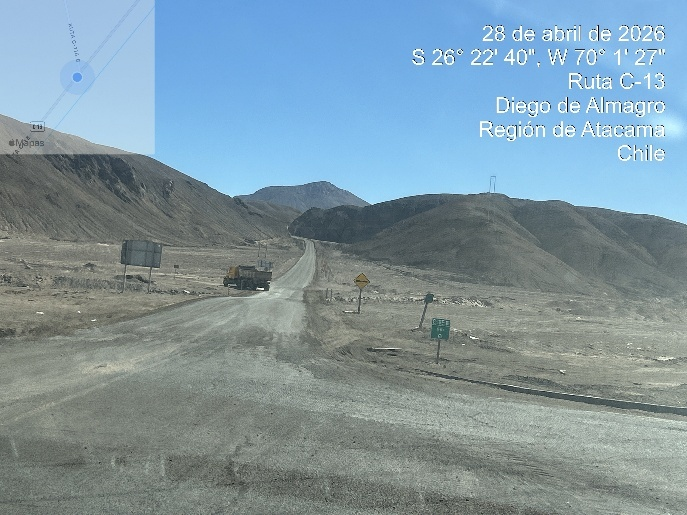 28 de abril de 2026
S 26° 22' 40", W 70° 1' 27"
Ruta C-13
Diego de Almagro
Región de Atacama
Chile
C-13
Mapas